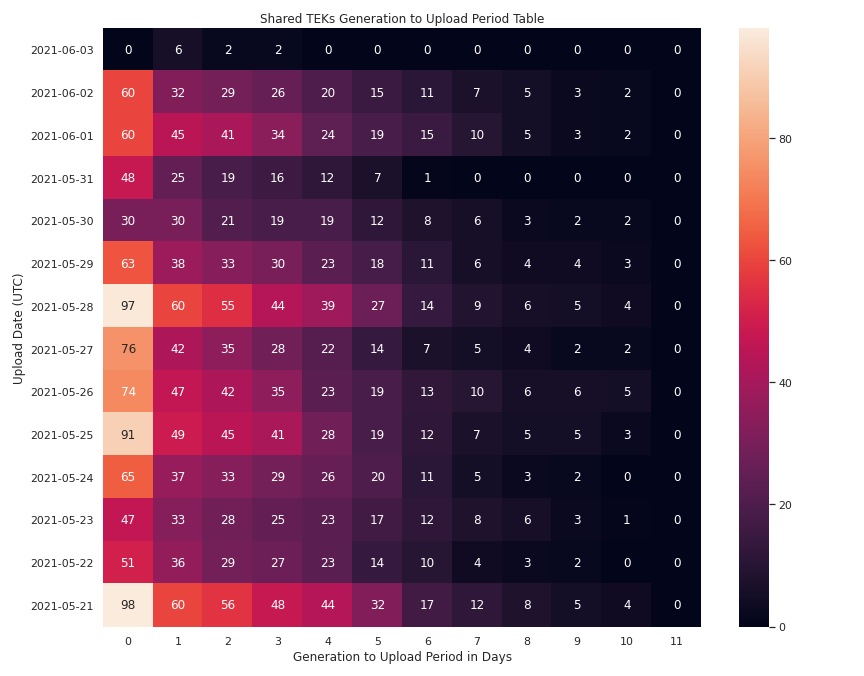 Shared TEKs Generation to Upload Period Table
Upload Date (UTC)
2021-06-03 0 6 2 2 0 0 0 0 0 0 0 0
2021-06-02 60 32 29 26 20 15 11 7 5 3 2 0
2021-06-01 60 45 41 34 24 19 15 10 5 3 2 0
2021-05-31 48 25 19 16 12 7 1 0 0 0 0 0
2021-05-30 30 30 21 19 19 12 8 6 3 2 2 0
2021-05-29 63 38 33 30 23 18 11 6 4 4 3 0
2021-05-28 97 60 55 44 39 27 14 9 6 5 4 0
2021-05-27 76 42 35 28 22 14 7 5 4 2 2 0
2021-05-26 74 47 42 35 23 19 13 10 6 6 5 0
2021-05-25 91 49 45 41 28 19 12 7 5 5 3 0
2021-05-24 65 37 33 29 26 20 11 5 3 2 0 0
2021-05-23 47 33 28 25 23 17 12 8 6 3 1 0
2021-05-22 51 36 29 27 23 14 10 4 3 2 0 0
2021-05-21 98 60 56 48 44 32 17 12 8 5 4 0
0 1 2 3 4 5 6 7 8 9 10 11
Generation to Upload Period in Days
80
60
40
20
0